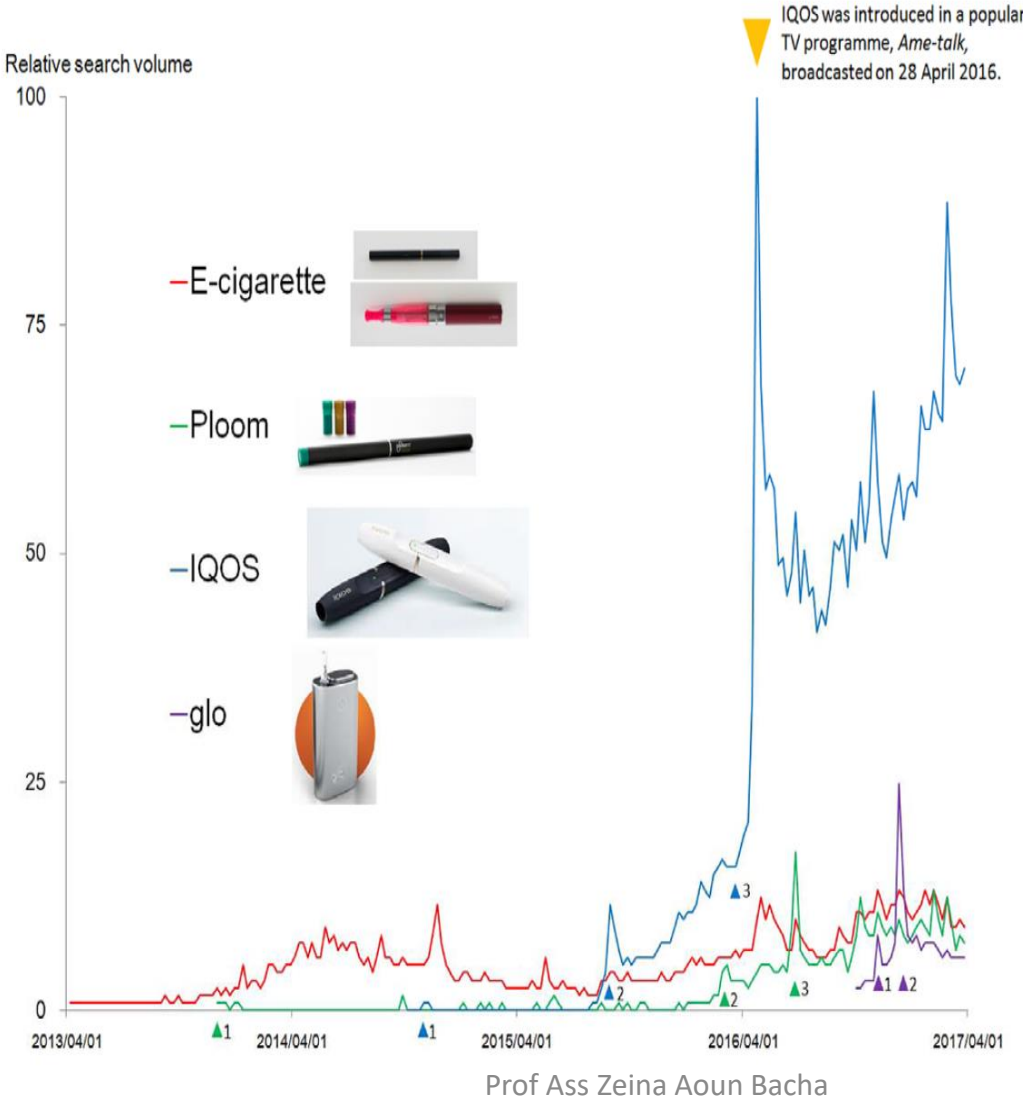 IQOS was introduced in a popular
TV programme, Ame-talk,
broadcasted on 28 April 2016.
Relative search volume
100
E-cigarette
75
Ploom
50
IQOS
glo
25
3
1
2
2
3
1
2
0
1
2013/04/01
2014/04/01
2015/04/01
2016/04/01
2017/04/01
Prof Ass Zeina Aoun Bacha